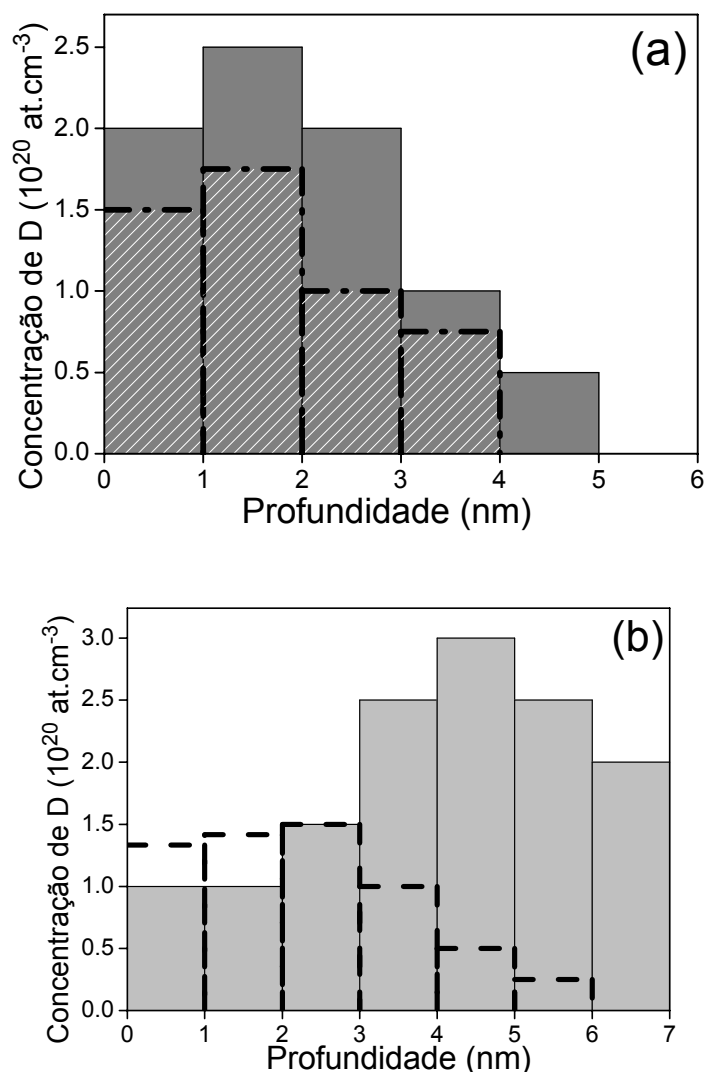 (a)
Concentração de D (10²⁰ at.cm⁻³)
2.5
2.0
1.5
1.0
0.5
0.0
0 1 2 3 4 5 6
Profundidade (nm)
(b)
Concentração de D (10²⁰ at.cm⁻³)
3.0
2.5
2.0
1.5
1.0
0.5
0.0
0 1 2 3 4 5 6 7
Profundidade (nm)